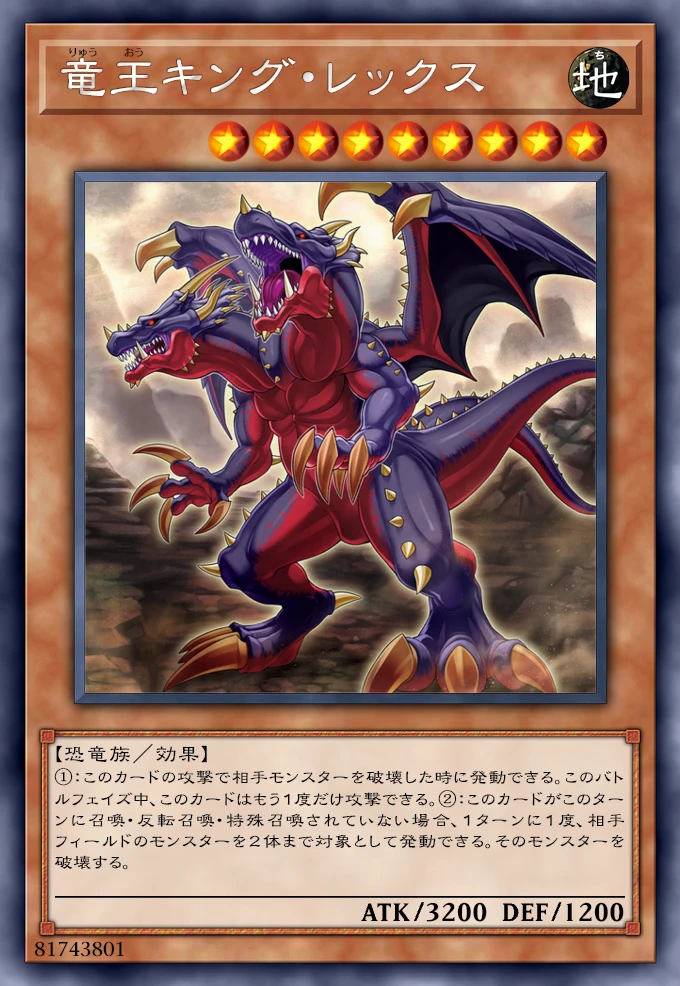 りゅう おう
竜王キング・レックス
ち
地
【恐竜族／効果】
①：このカードの攻撃で相手モンスターを破壊した時に発動できる。このバト
ルフェイズ中、このカードはもう１度だけ攻撃できる。②：このカードがこのター
ンに召喚・反転召喚・特殊召喚されていない場合、１ターンに１度、相手
フィールドのモンスターを２体まで対象として発動できる。そのモンスターを
破壊する。
ATK/3200 DEF/1200
81743801